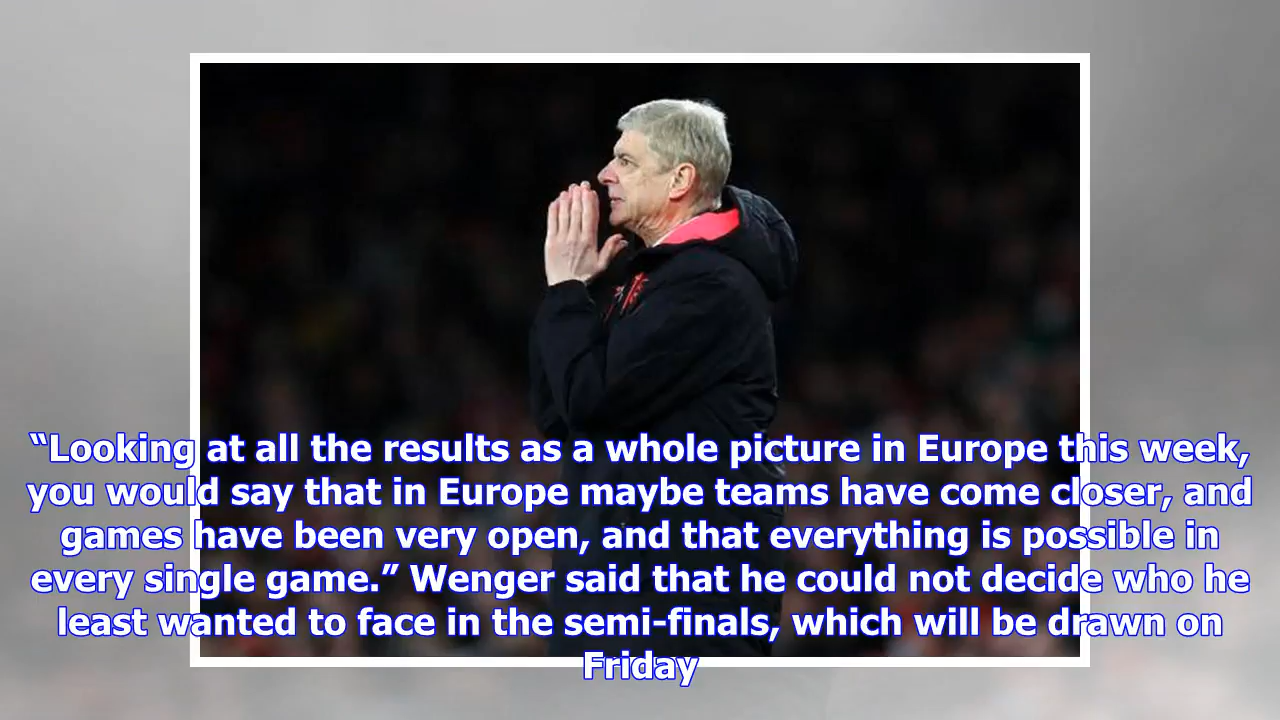 “Looking at all the results as a whole picture in Europe this week,
you would say that in Europe maybe teams have come closer, and
games have been very open, and that everything is possible in
every single game.” Wenger said that he could not decide who he
least wanted to face in the semi-finals, which will be drawn on
Friday